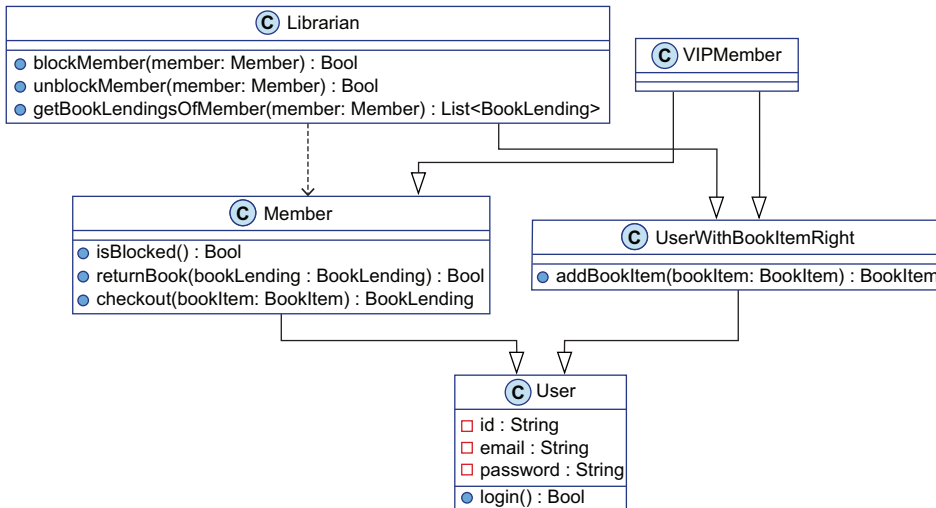 C Librarian
blockMember(member: Member) : Bool
unblockMember(member: Member) : Bool
getBookLendingsOfMember(member: Member) : List<BookLending>
C VIPMember
C Member
isBlocked() : Bool
returnBook(bookLending : BookLending) : Bool
checkout(bookItem: BookItem) : BookLending
C UserWithBookItemRight
addBookItem(bookItem: BookItem) : BookItem
C User
id : String
email : String
password : String
login() : Bool